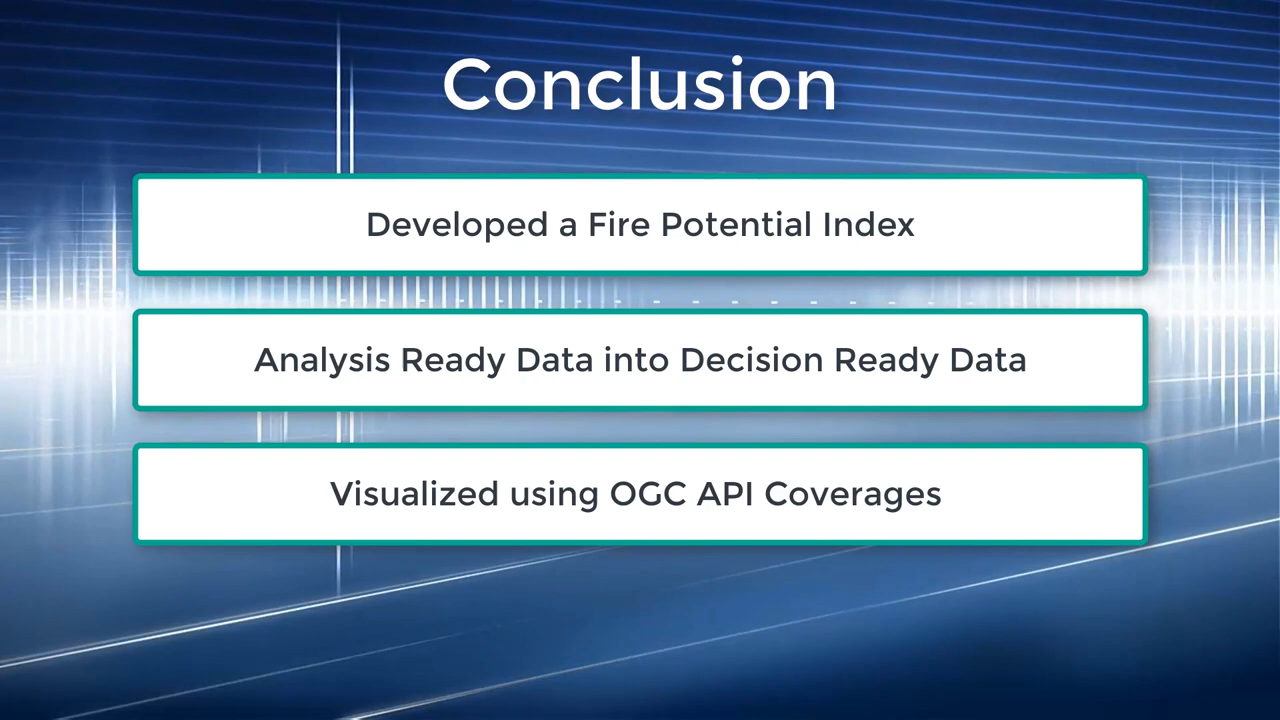 Conclusion
Developed a Fire Potential Index
Analysis Ready Data into Decision Ready Data
Visualized using OGC API Coverages